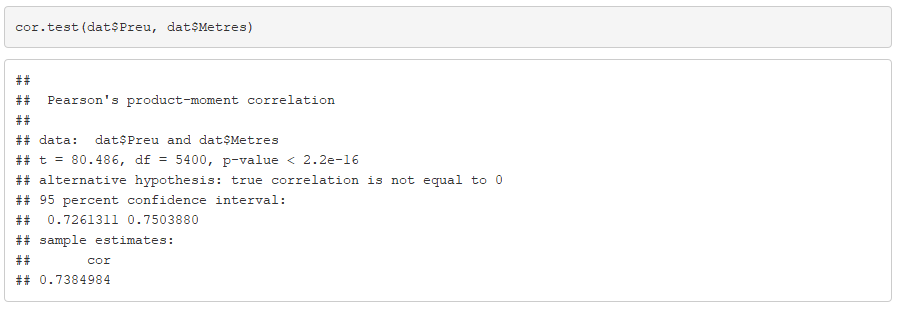 cor.test(dat$Preu, dat$Metres)
##
##  Pearson's product-moment correlation
##
## data:  dat$Preu and dat$Metres
## t = 80.486, df = 5400, p-value < 2.2e-16
## alternative hypothesis: true correlation is not equal to 0
## 95 percent confidence interval:
##  0.7261311 0.7503880
## sample estimates:
##       cor
## 0.7384984